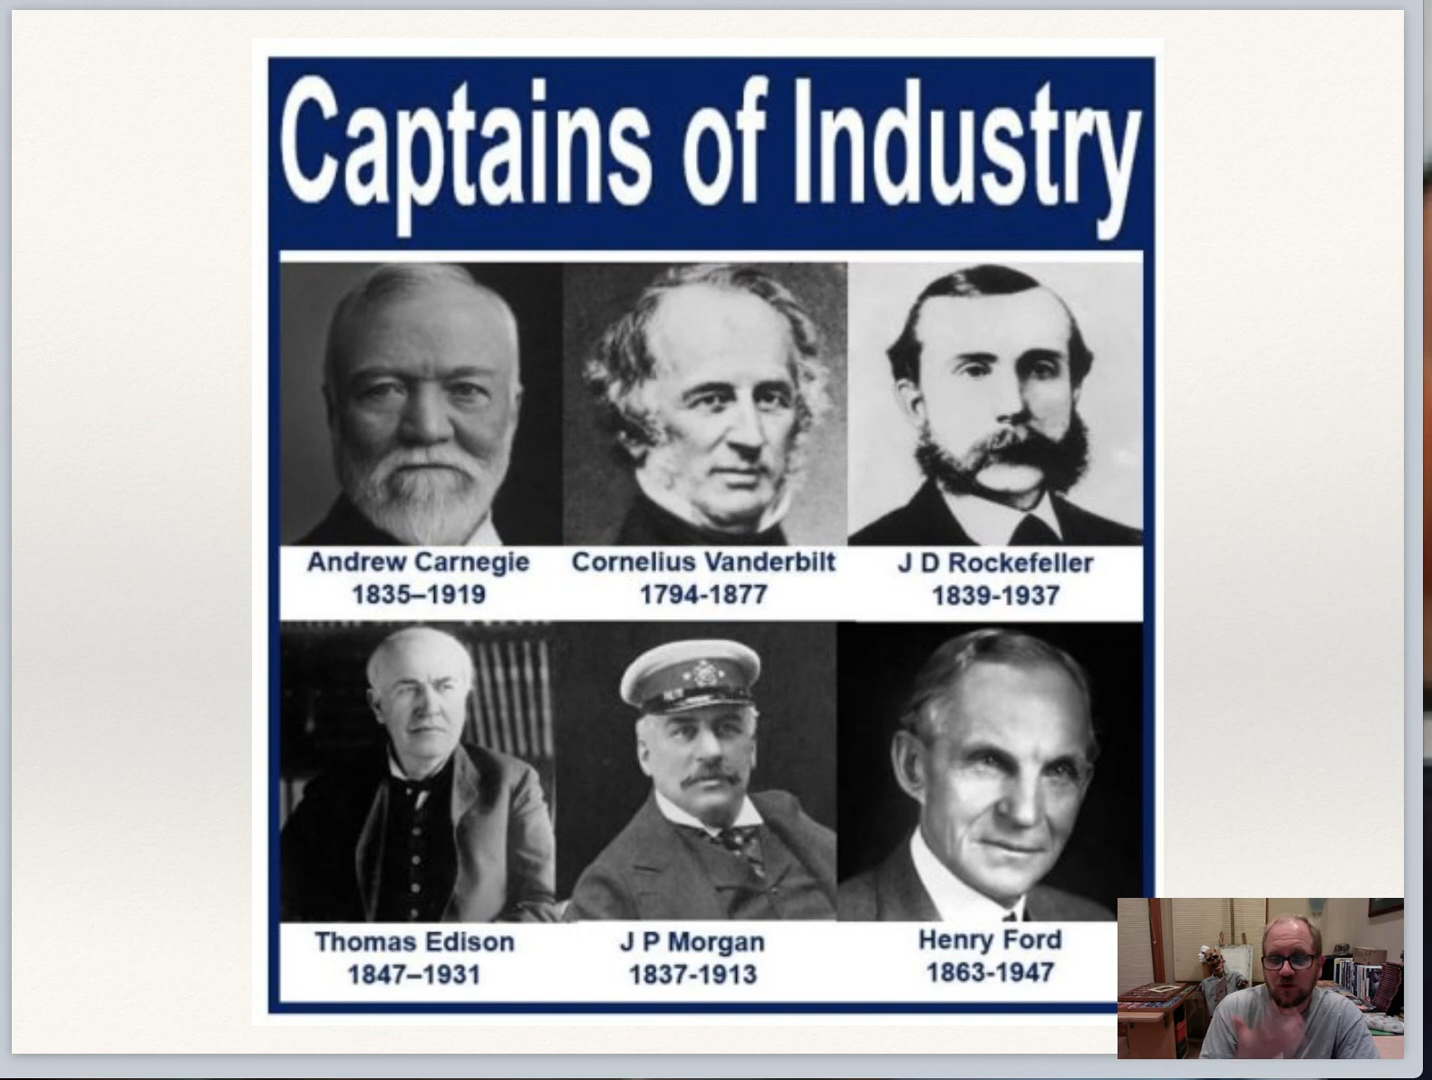 Captains of Industry
Andrew Carnegie
1835–1919
Cornelius Vanderbilt
1794-1877
J D Rockefeller
1839-1937
Thomas Edison
1847–1931
J P Morgan
1837-1913
Henry Ford
1863-1947